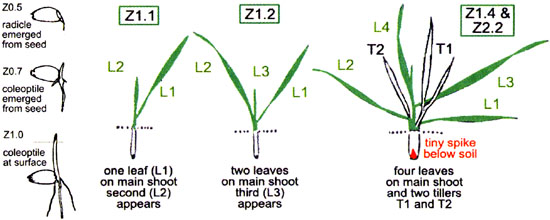 Z0.5
radicle
emerged
from seed
Z0.7
coleoptile
emerged
from seed
Z1.0
coleoptile
at surface
Z1.1
L2
L1
one leaf (L1)
on main shoot
second (L2)
appears
Z1.2
L2
L3
L1
two leaves
on main shoot
third (L3)
appears
Z1.4 &
Z2.2
L4
T2
T1
L2
L3
L1
tiny spike
below soil
four leaves
on main shoot
and two tillers
T1 and T2